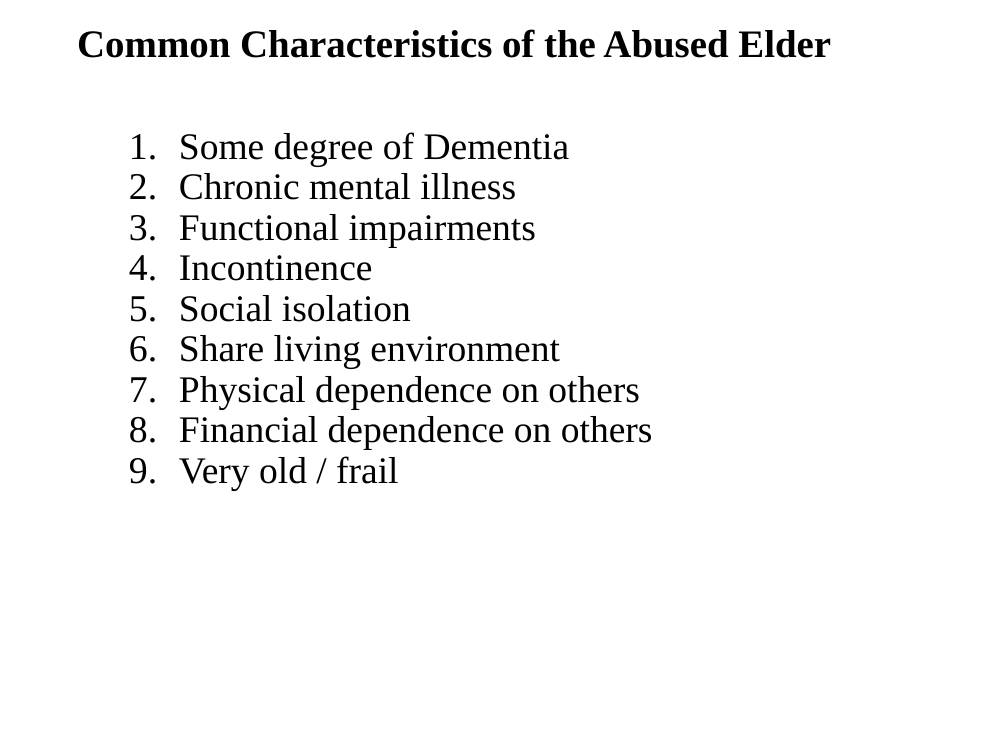 Common Characteristics of the Abused Elder
1. Some degree of Dementia
2. Chronic mental illness
3. Functional impairments
4. Incontinence
5. Social isolation
6. Share living environment
7. Physical dependence on others
8. Financial dependence on others
9. Very old / frail